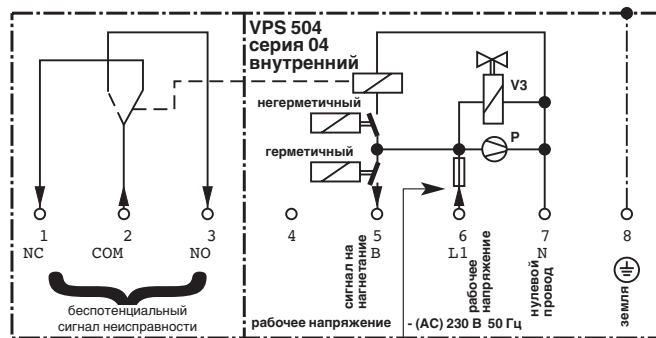 VPS 504
серия 04
внутренний
V3
негерметичный
P
герметичный
1 2 3 4 5 6 7 8
NC COM NO B L1 N
сигнал на
нагнетание
рабочее
напряжение
нулевой
провод
земля
беспотенциальный
сигнал неисправности
рабочее напряжение - (AC) 230 В 50 Гц